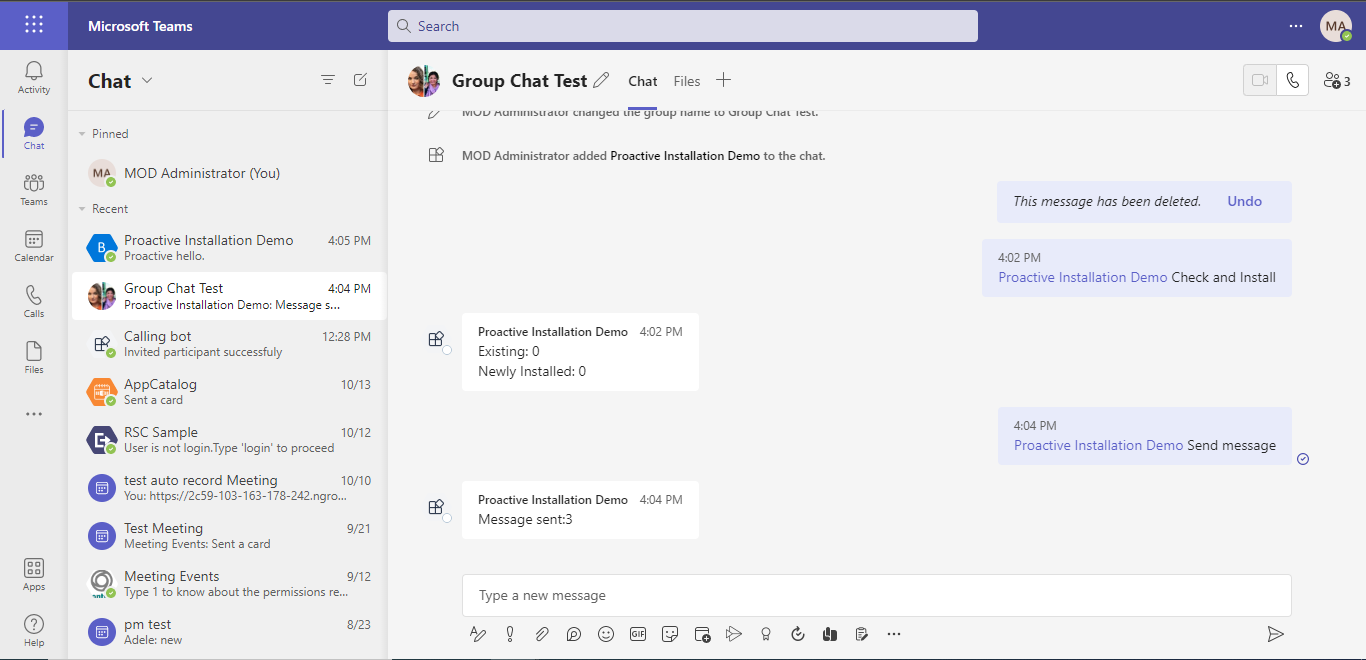 Microsoft Teams
Search
MA
Activity
Chat
Teams
Calendar
Calls
Files
Apps
Help
Chat
Pinned
MA
MOD Administrator (You)
Recent
B
Proactive Installation Demo 4:05 PM
Proactive hello.
Group Chat Test 4:04 PM
Proactive Installation Demo: Message s...
Calling bot 12:28 PM
Invited participant successfuly
AppCatalog 10/13
Sent a card
RSC Sample 10/12
User is not login.Type 'login' to proceed
test auto record Meeting 10/10
You: https://2c59-103-163-178-242.ngro...
Test Meeting 9/21
Meeting Events: Sent a card
Meeting Events 9/12
Type 1 to know about the permissions re...
pm test 8/23
Adele: new
Group Chat Test Chat Files
3
MOD Administrator changed the group name to Group Chat Test.
MOD Administrator added Proactive Installation Demo to the chat.
This message has been deleted. Undo
4:02 PM
Proactive Installation Demo Check and Install
Proactive Installation Demo 4:02 PM
Existing: 0
Newly Installed: 0
4:04 PM
Proactive Installation Demo Send message
Proactive Installation Demo 4:04 PM
Message sent:3
Type a new message
GIF